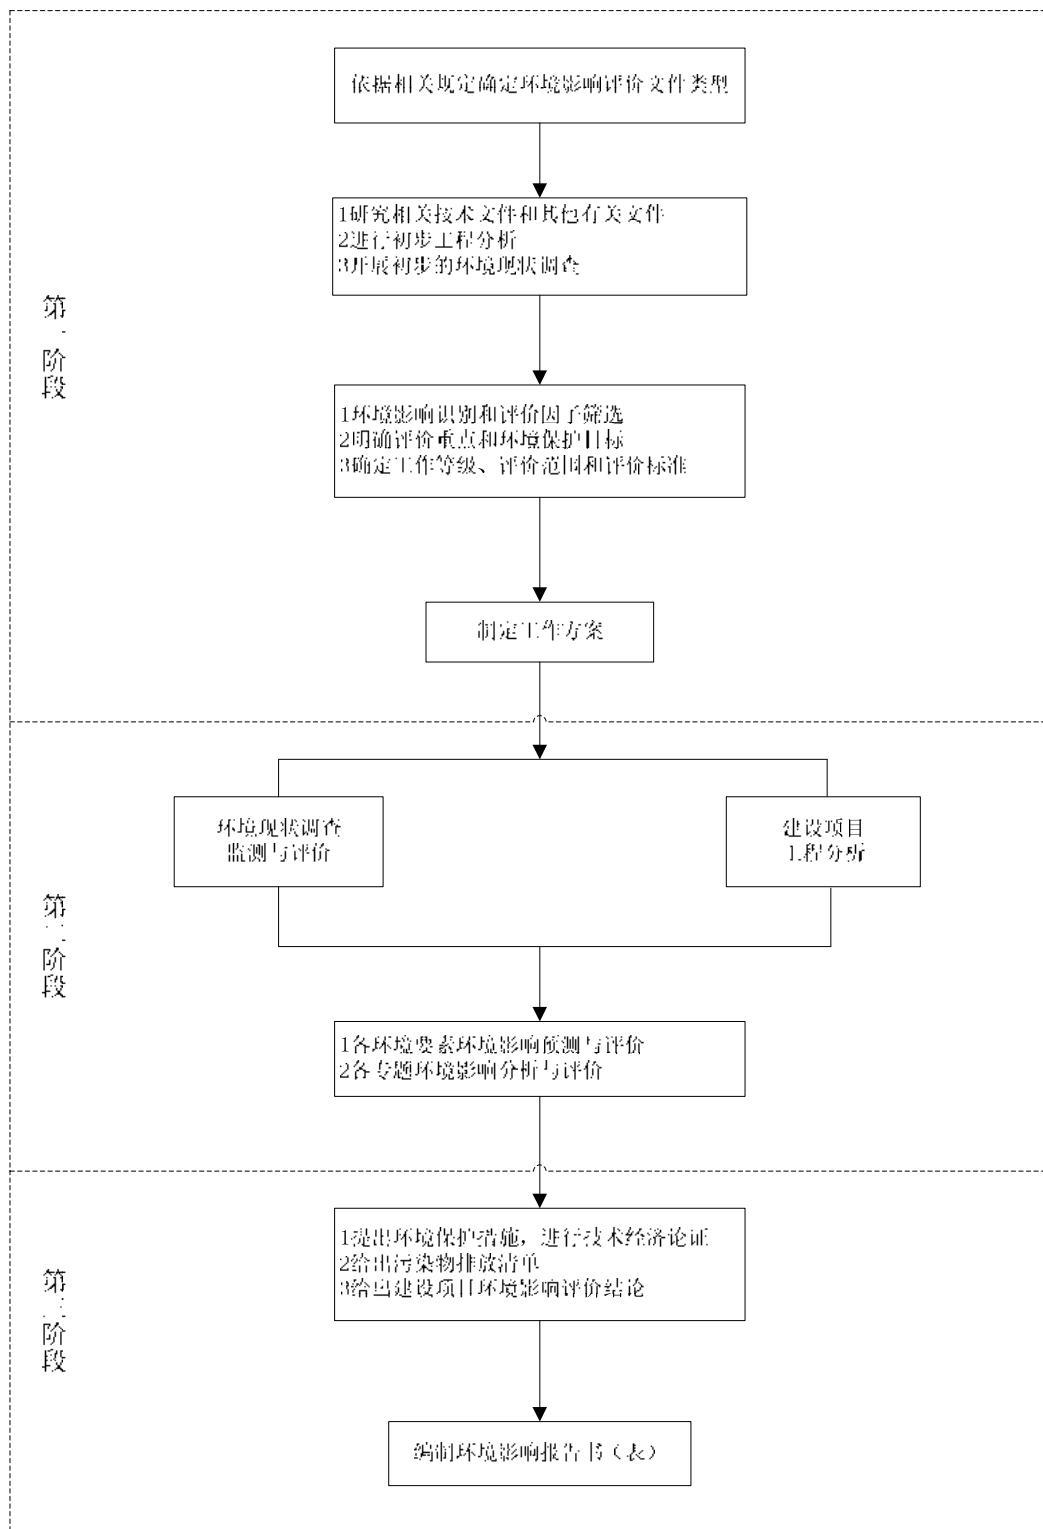 依据相关规定确定环境影响评价文件类型
1研究相关技术文件和其他有关文件
2进行初步工程分析
3开展初步的环境现状调查
第一阶段
1环境影响识别和评价因子筛选
2明确评价重点和环境保护目标
3确定工作等级、评价范围和评价标准
制定工作方案
环境现状调查
监测与评价
建设项目
工程分析
第二阶段
1各环境要素环境影响预测与评价
2各专题环境影响分析与评价
1提出环境保护措施，进行技术经济论证
2给出污染物排放清单
3给出建设项目环境影响评价结论
第三阶段
编制环境影响报告书（表）